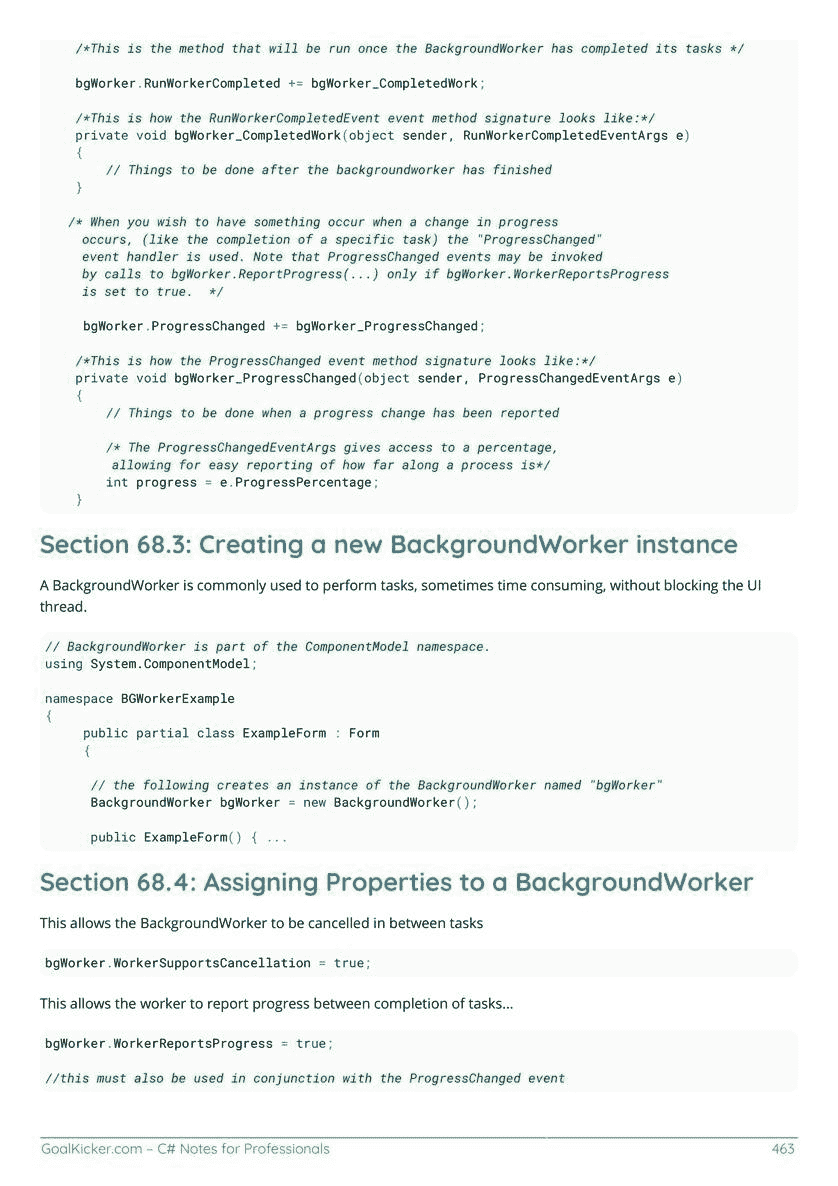 /*This is the method that will be run once the BackgroundWorker has completed its tasks */
bgWorker.RunWorkerCompleted += bgWorker_CompletedWork;
/*This is how the RunWorkerCompletedEvent event method signature looks like:*/
private void bgWorker_CompletedWork(object sender, RunWorkerCompletedEventArgs e)
{
// Things to be done after the backgroundworker has finished
}
/* When you wish to have something occur when a change in progress
occurs, (like the completion of a specific task) the "ProgressChanged"
event handler is used. Note that ProgressChanged events may be invoked
by calls to bgWorker.ReportProgress(...) only if bgWorker.WorkerReportsProgress
is set to true.  */
bgWorker.ProgressChanged += bgWorker_ProgressChanged;
/*This is how the ProgressChanged event method signature looks like:*/
private void bgWorker_ProgressChanged(object sender, ProgressChangedEventArgs e)
{
// Things to be done when a progress change has been reported
/* The ProgressChangedEventArgs gives access to a percentage,
allowing for easy reporting of how far along a process is*/
int progress = e.ProgressPercentage;
}
Section 68.3: Creating a new BackgroundWorker instance
A BackgroundWorker is commonly used to perform tasks, sometimes time consuming, without blocking the UI
thread.
// BackgroundWorker is part of the ComponentModel namespace.
using System.ComponentModel;
namespace BGWorkerExample
{
public partial class ExampleForm : Form
{
// the following creates an instance of the BackgroundWorker named "bgWorker"
BackgroundWorker bgWorker = new BackgroundWorker();
public ExampleForm() { ...
Section 68.4: Assigning Properties to a BackgroundWorker
This allows the BackgroundWorker to be cancelled in between tasks
bgWorker.WorkerSupportsCancellation = true;
This allows the worker to report progress between completion of tasks...
bgWorker.WorkerReportsProgress = true;
//this must also be used in conjunction with the ProgressChanged event
GoalKicker.com – C# Notes for Professionals 463